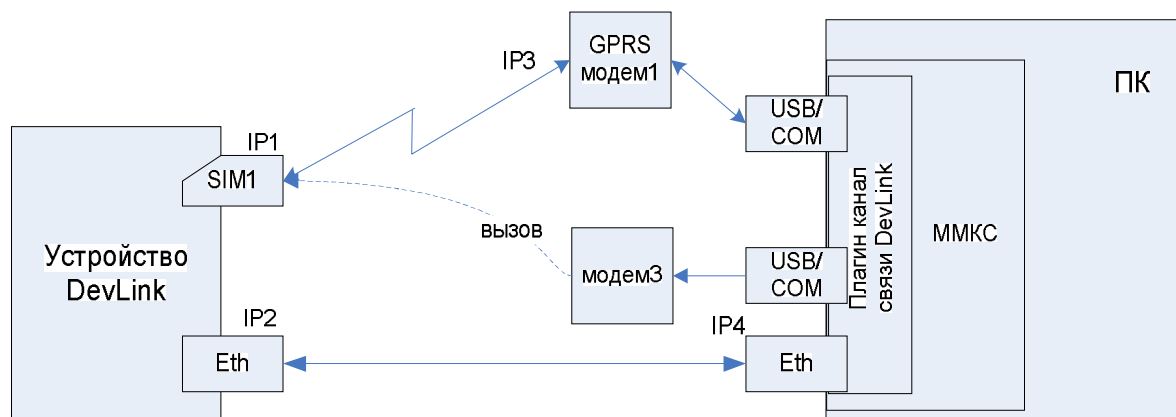 GPRS
модем1
IP3
ПК
USB/
COM
IP1
SIM1
Устройство
DevLink
вызов
модем3
USB/
COM
Плагин канал
связи DevLink
ММКС
IP2
IP4
Eth
Eth